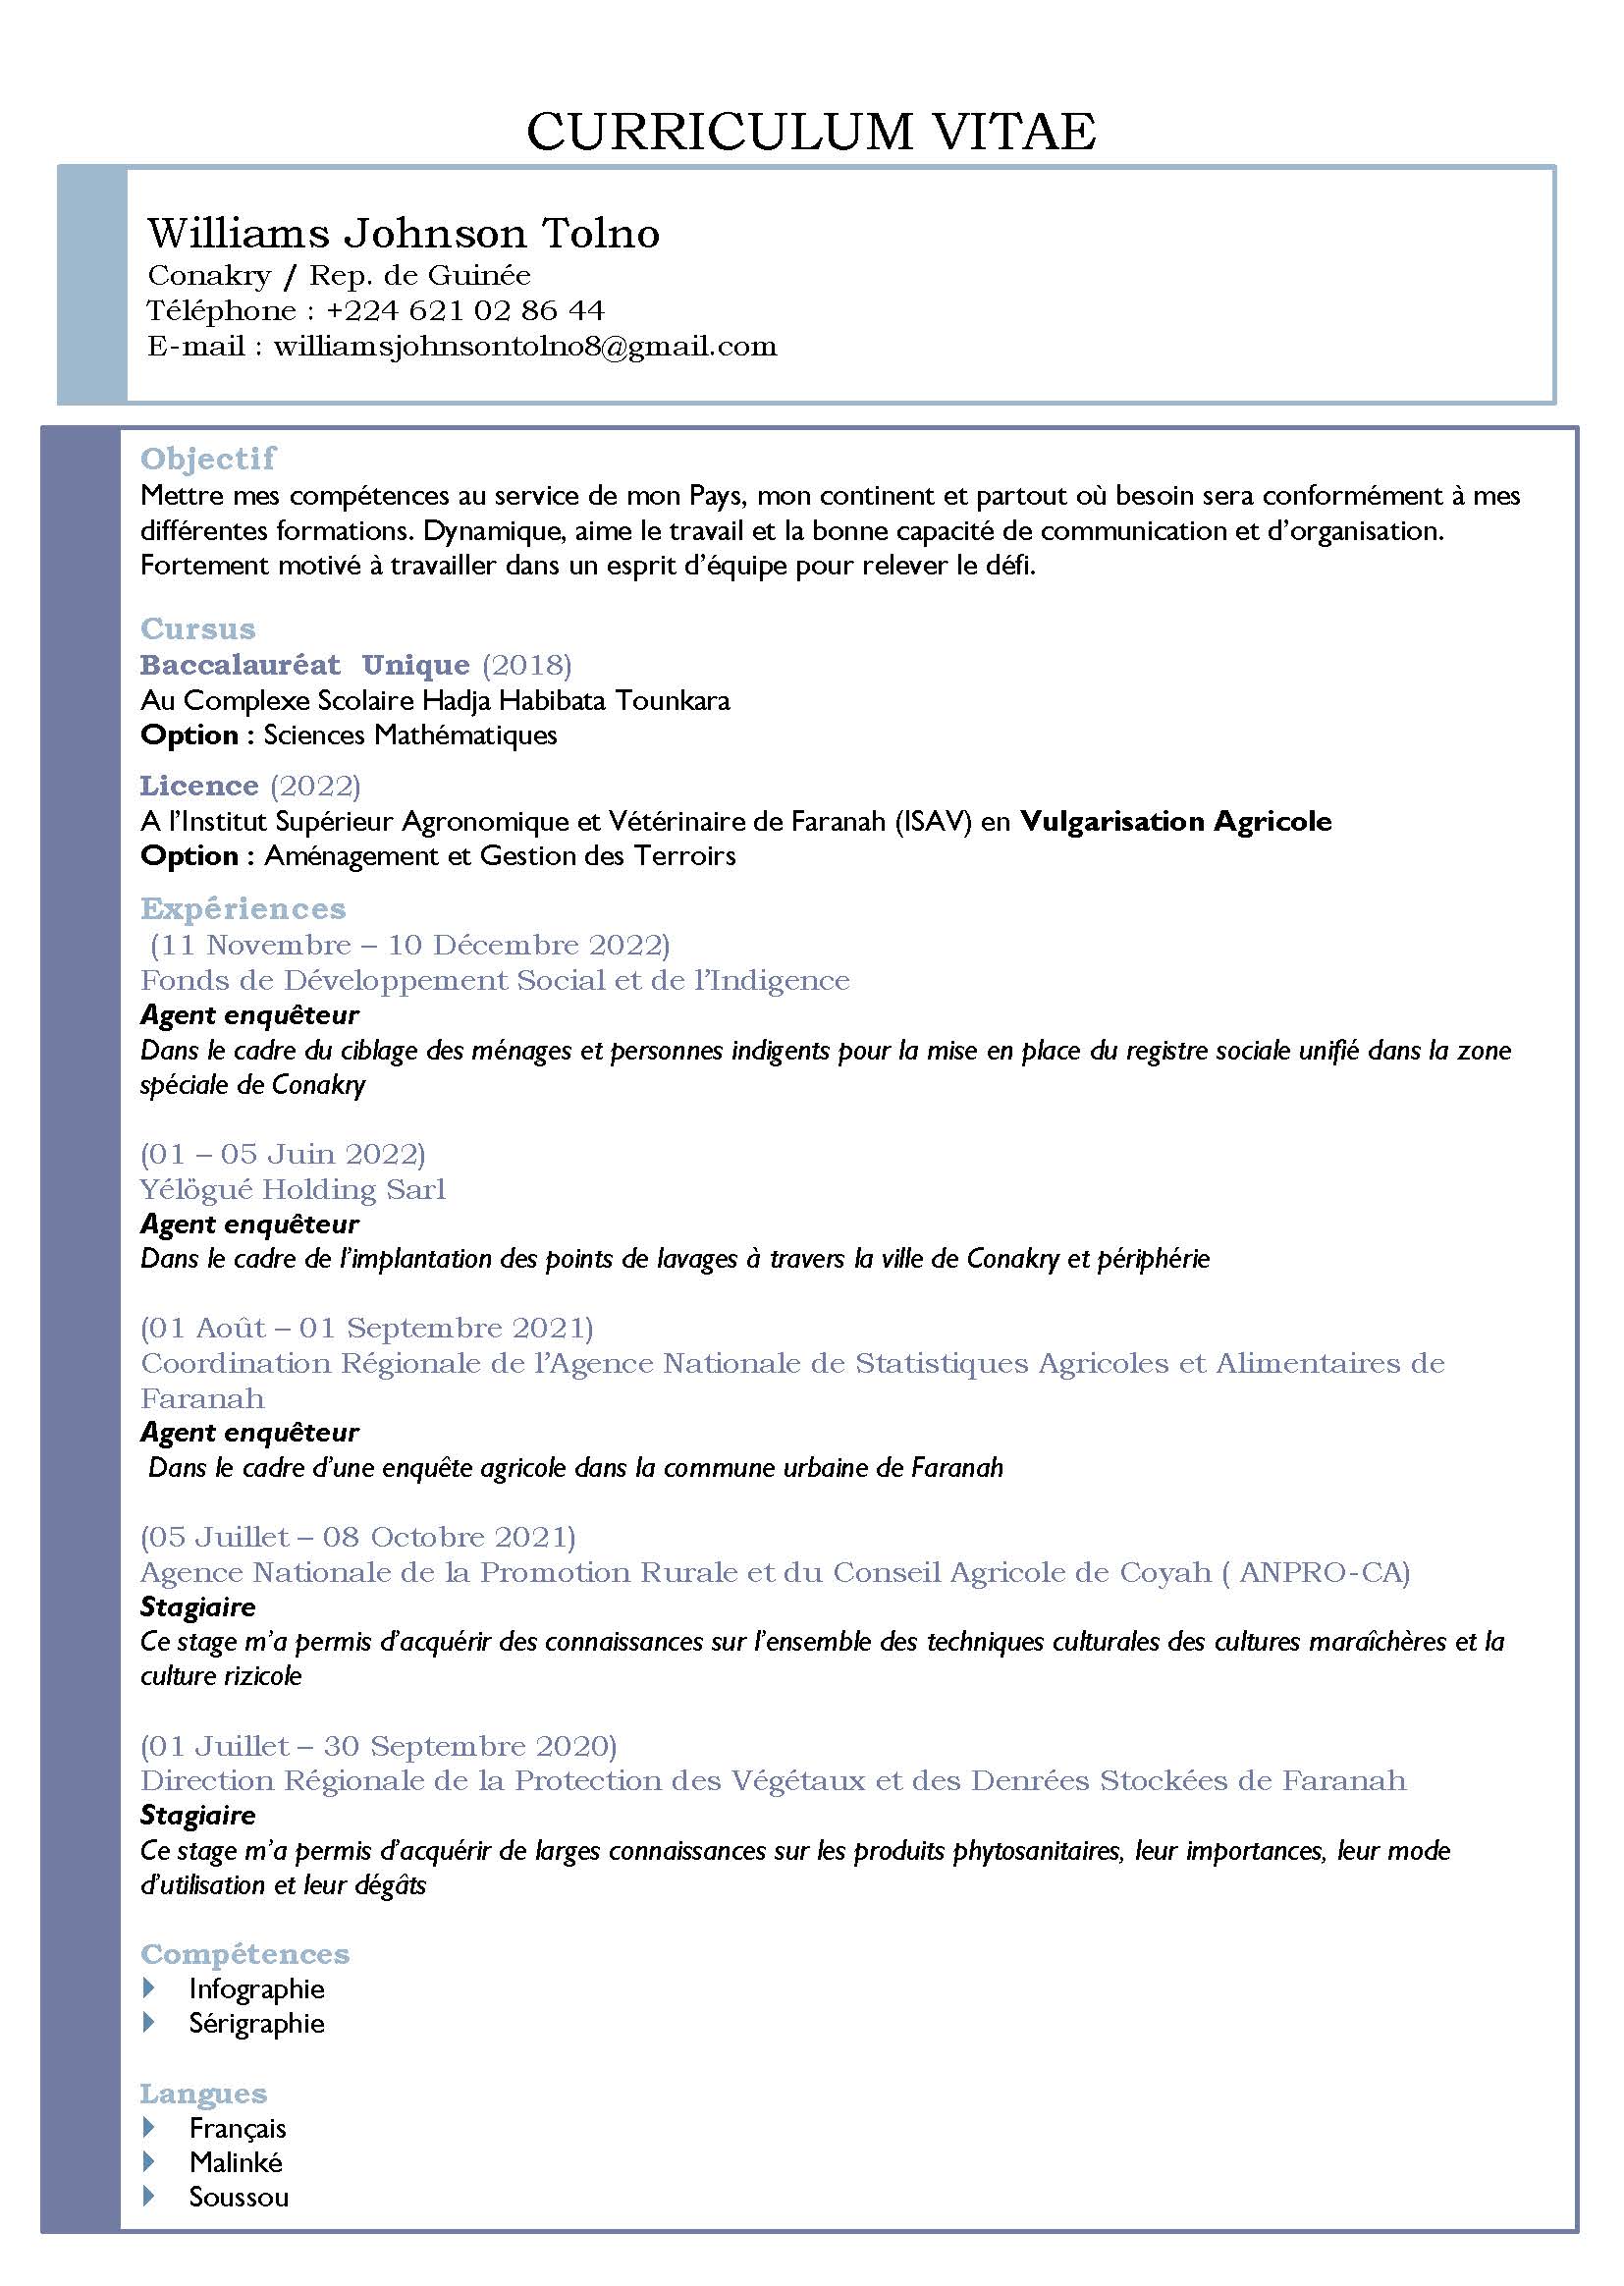 CURRICULUM VITAE
Williams Johnson Tolno
Conakry / Rep. de Guinée
Téléphone : +224 621 02 86 44
E-mail : williamsjohnsontolno8@gmail.com
Objectif
Mettre mes compétences au service de mon Pays, mon continent et partout où besoin sera conformément à mes
différentes formations. Dynamique, aime le travail et la bonne capacité de communication et d’organisation.
Fortement motivé à travailler dans un esprit d’équipe pour relever le défi.
Cursus
Baccalauréat  Unique (2018)
Au Complexe Scolaire Hadja Habibata Tounkara
Option : Sciences Mathématiques
Licence (2022)
A l’Institut Supérieur Agronomique et Vétérinaire de Faranah (ISAV) en Vulgarisation Agricole
Option : Aménagement et Gestion des Terroirs
Expériences
(11 Novembre – 10 Décembre 2022)
Fonds de Développement Social et de l’Indigence
Agent enquêteur
Dans le cadre du ciblage des ménages et personnes indigents pour la mise en place du registre sociale unifié dans la zone
spéciale de Conakry
(01 – 05 Juin 2022)
Yélögué Holding Sarl
Agent enquêteur
Dans le cadre de l’implantation des points de lavages à travers la ville de Conakry et périphérie
(01 Août – 01 Septembre 2021)
Coordination Régionale de l’Agence Nationale de Statistiques Agricoles et Alimentaires de
Faranah
Agent enquêteur
Dans le cadre d’une enquête agricole dans la commune urbaine de Faranah
(05 Juillet – 08 Octobre 2021)
Agence Nationale de la Promotion Rurale et du Conseil Agricole de Coyah ( ANPRO-CA)
Stagiaire
Ce stage m’a permis d’acquérir des connaissances sur l’ensemble des techniques culturales des cultures maraîchères et la
culture rizicole
(01 Juillet – 30 Septembre 2020)
Direction Régionale de la Protection des Végétaux et des Denrées Stockées de Faranah
Stagiaire
Ce stage m’a permis d’acquérir de larges connaissances sur les produits phytosanitaires, leur importances, leur mode
d’utilisation et leur dégâts
Compétences
Infographie
Sérigraphie
Langues
Français
Malinké
Soussou